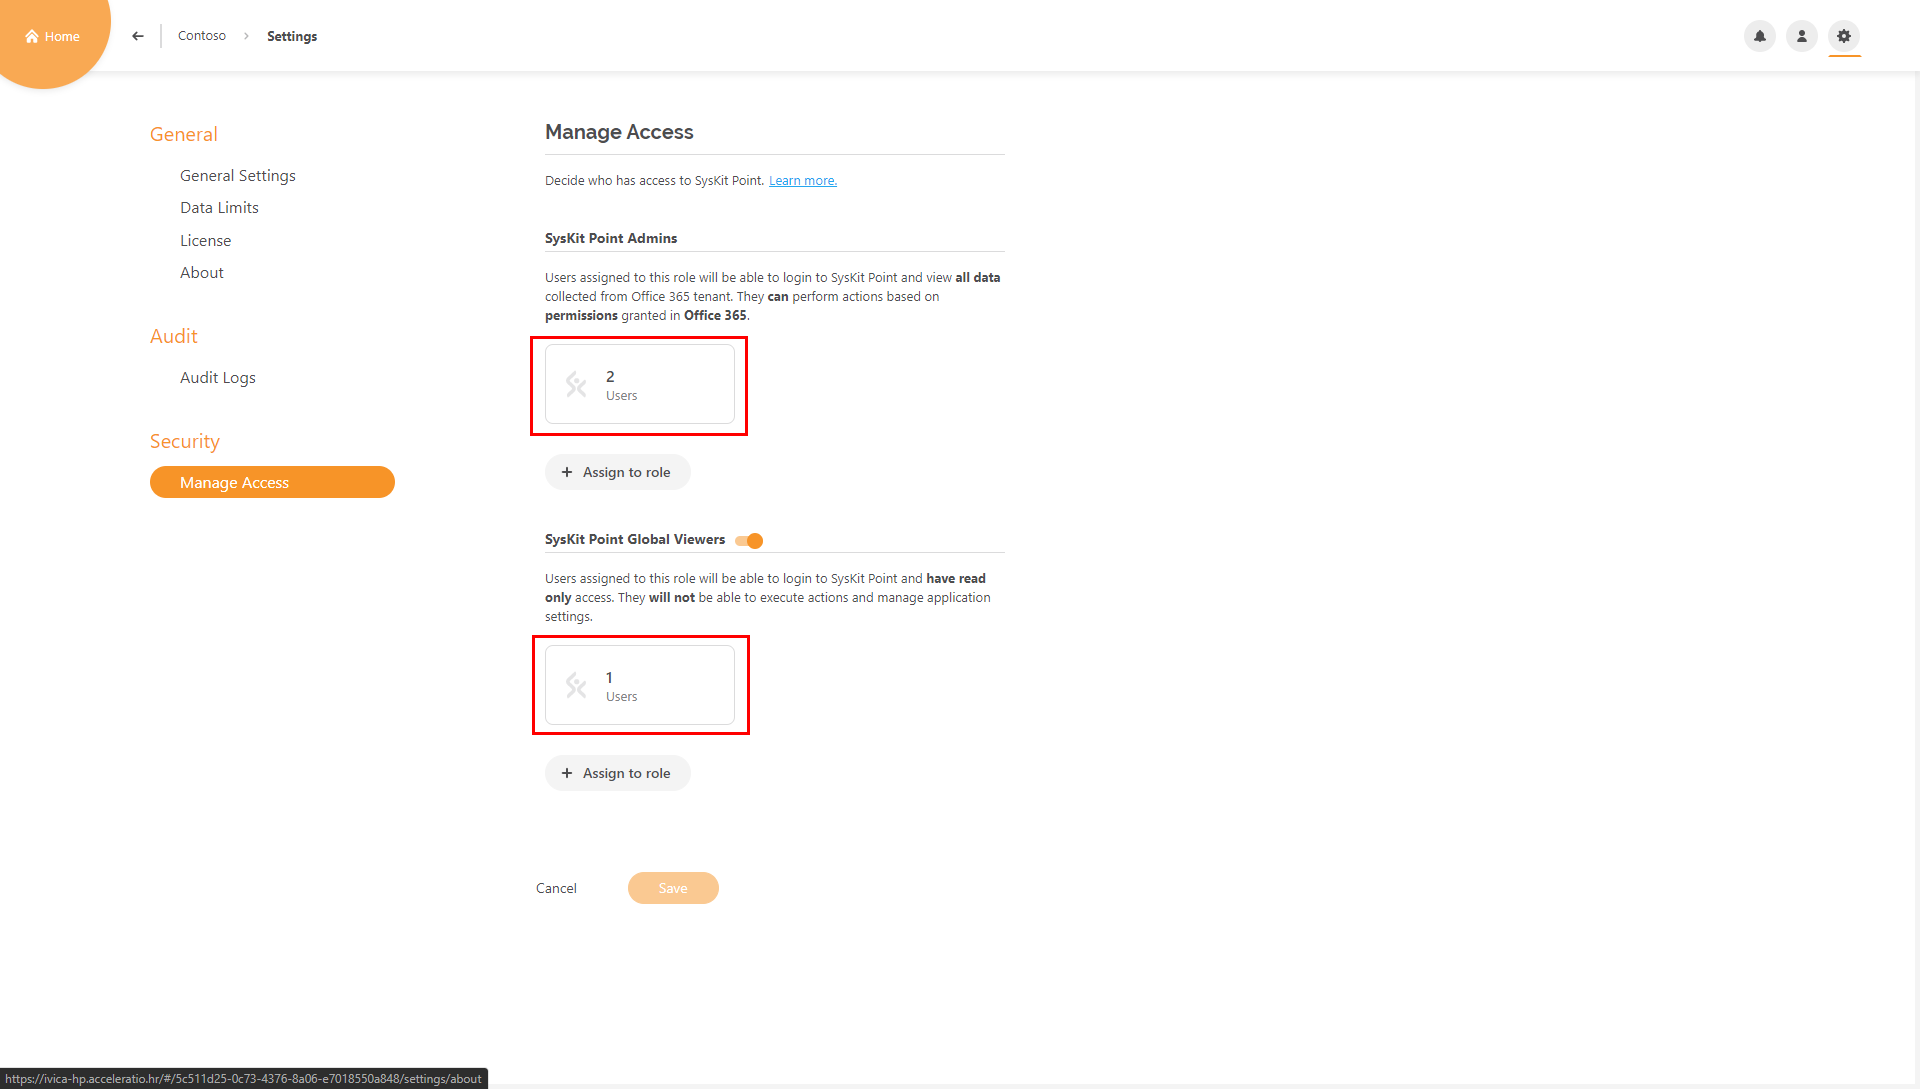 Home
Contoso
Settings
General
General Settings
Data Limits
License
About
Audit
Audit Logs
Security
Manage Access
Manage Access
Decide who has access to SysKit Point. Learn more.
SysKit Point Admins
Users assigned to this role will be able to login to SysKit Point and view all data
collected from Office 365 tenant. They can perform actions based on
permissions granted in Office 365.
2
Users
+ Assign to role
SysKit Point Global Viewers
Users assigned to this role will be able to login to SysKit Point and have read
only access. They will not be able to execute actions and manage application
settings.
1
Users
+ Assign to role
Cancel
Save
https://ivica-hp.acceleratio.hr/#/5c511d25-0c73-4376-8a06-e7018550a848/settings/about